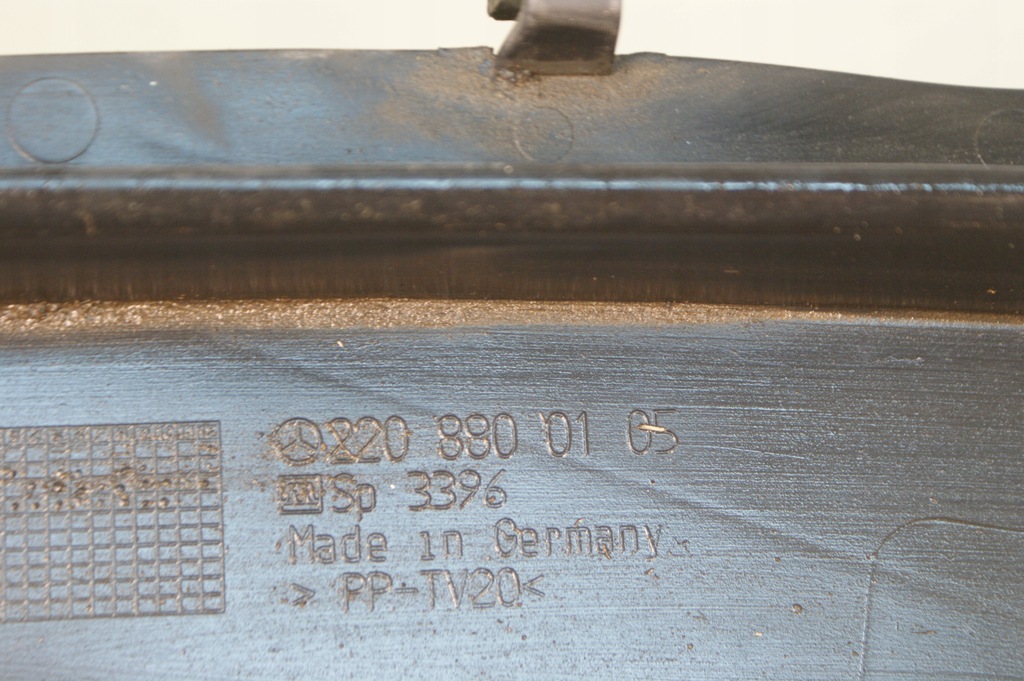 220 880 01 05
Sp 3396
Made in Germany
> PP-TV20<